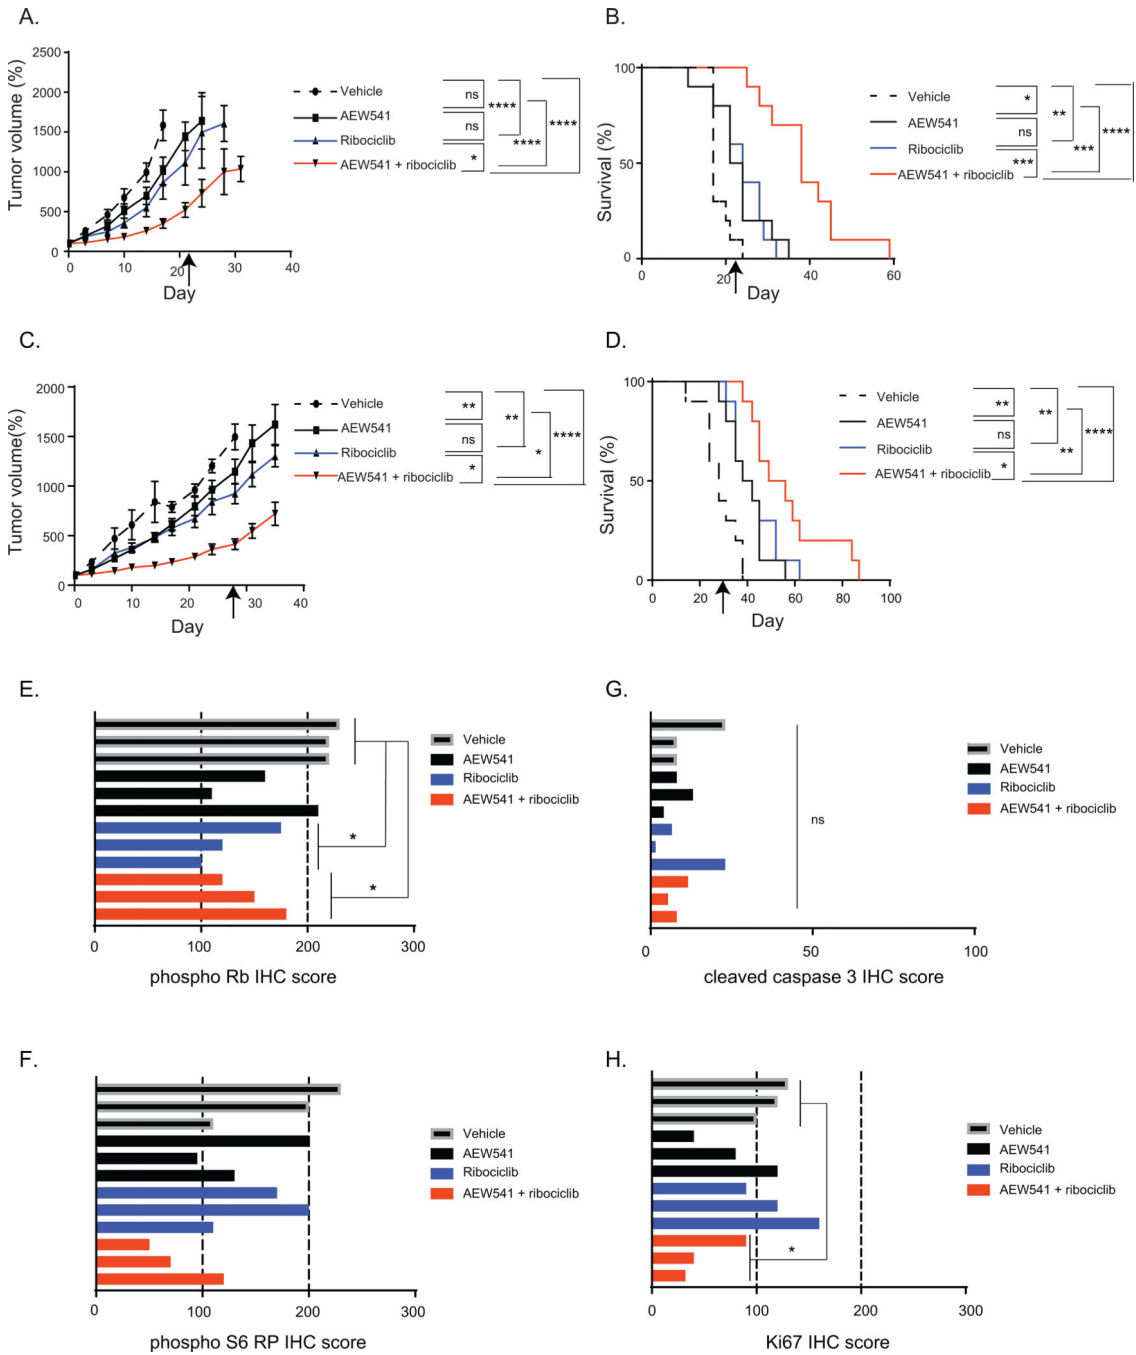 A.
Tumor volume (%)
2500
2000
1500
1000
500
0
0 10 20 30 40
Day
Vehicle
AEW541
Ribociclib
AEW541 + ribociclib
ns
ns
*
****
****
****
B.
Survival (%)
100
50
0
0 20 40 60
Day
Vehicle
AEW541
Ribociclib
AEW541 + ribociclib
*
ns
***
**
***
****
C.
Tumor volume(%)
2000
1500
1000
500
0
0 10 20 30 40
Day
Vehicle
AEW541
Ribociclib
AEW541 + ribociclib
**
ns
*
**
*
****
D.
Survival (%)
100
50
0
0 20 40 60 80 100
Day
Vehicle
AEW541
Ribociclib
AEW541 + ribociclib
**
ns
*
**
**
****
E.
Vehicle
AEW541
Ribociclib
AEW541 + ribociclib
*
*
0 100 200 300
phospho Rb IHC score
G.
Vehicle
AEW541
Ribociclib
AEW541 + ribociclib
ns
0 50 100
cleaved caspase 3 IHC score
F.
Vehicle
AEW541
Ribociclib
AEW541 + ribociclib
0 100 200 300
phospho S6 RP IHC score
H.
Vehicle
AEW541
Ribociclib
AEW541 + ribociclib
*
0 100 200 300
Ki67 IHC score